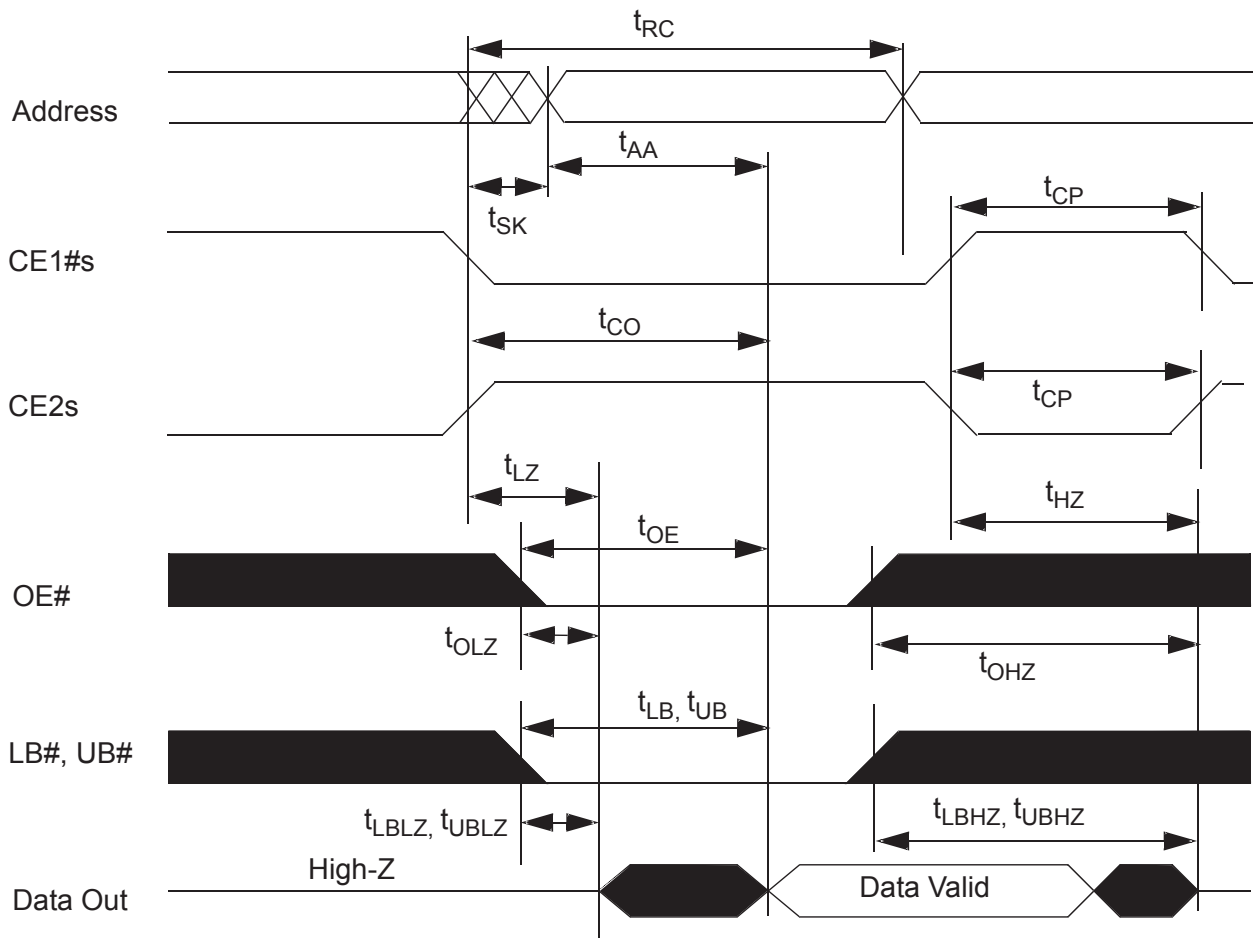 tRC
Address
tAA
tCP
tSK
CE1#s
tCO
tCP
CE2s
tLZ
tHZ
tOE
OE#
tOLZ
tOHZ
tLB, tUB
LB#, UB#
tLBLZ, tUBLZ
tLBHZ, tUBHZ
High-Z
Data Valid
Data Out